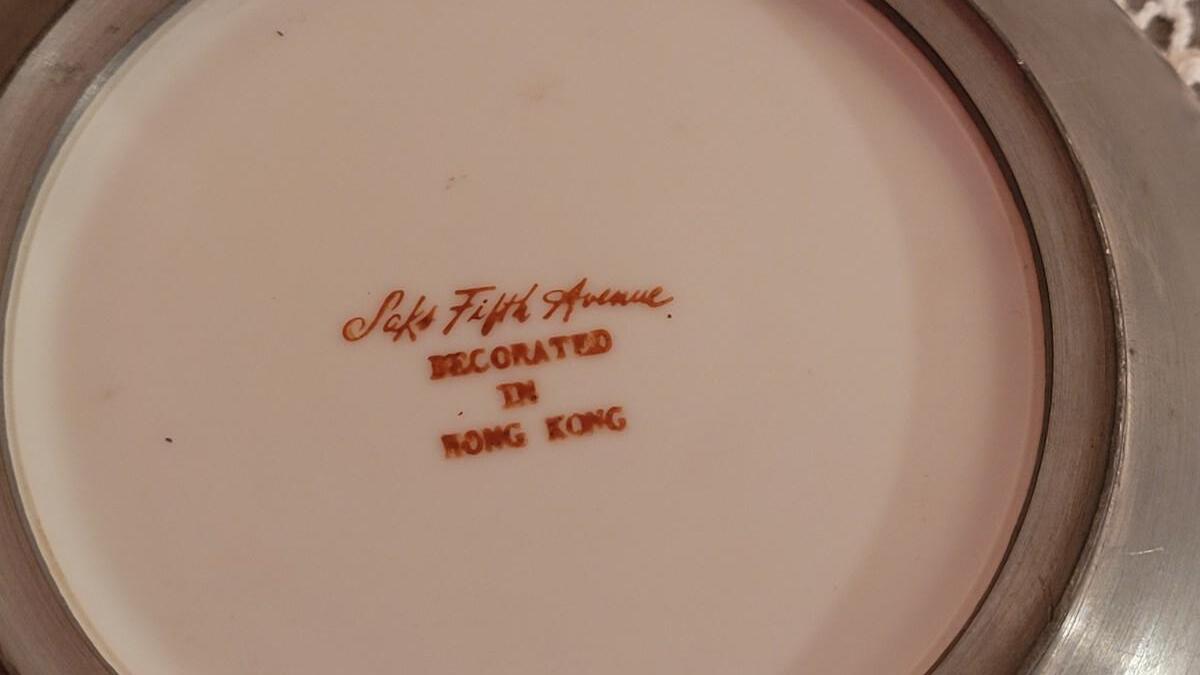 Saks Fifth Avenue
DECORATED
IN
HONG KONG